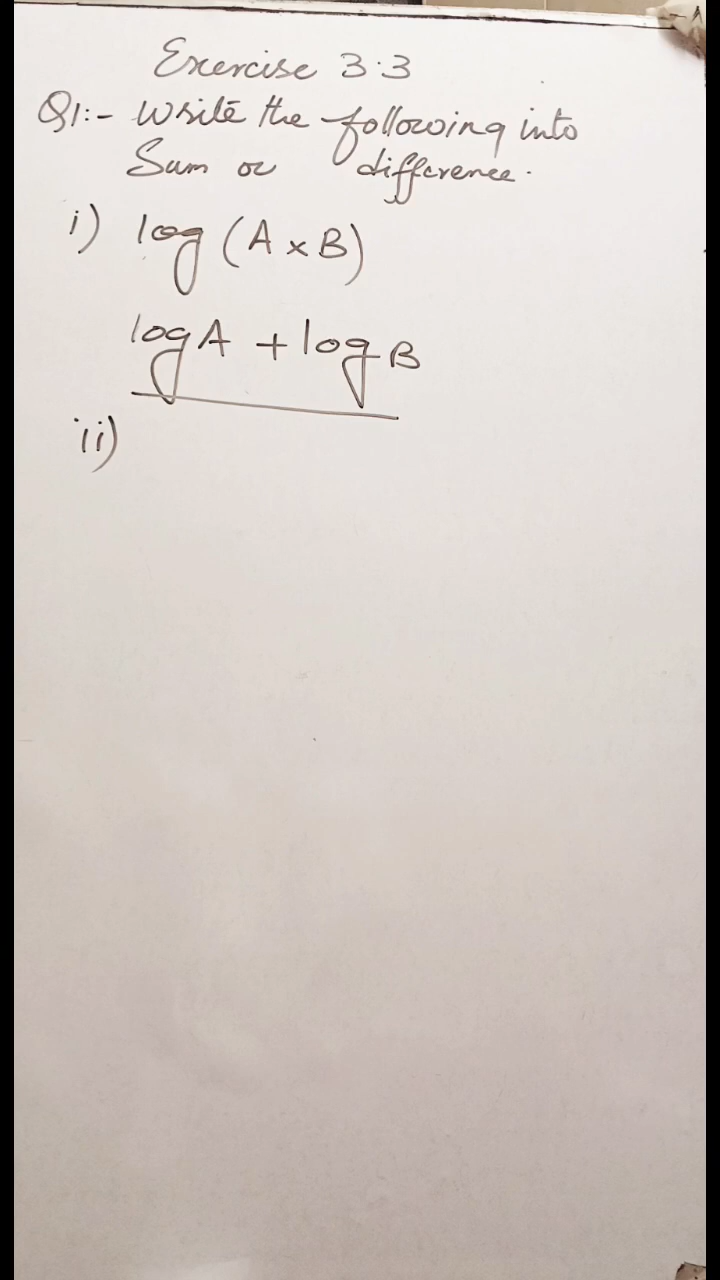 Exercise 3.3
Q1:- Write the following into
Sum or difference.
i) log (A × B)
log A + log B
ii)